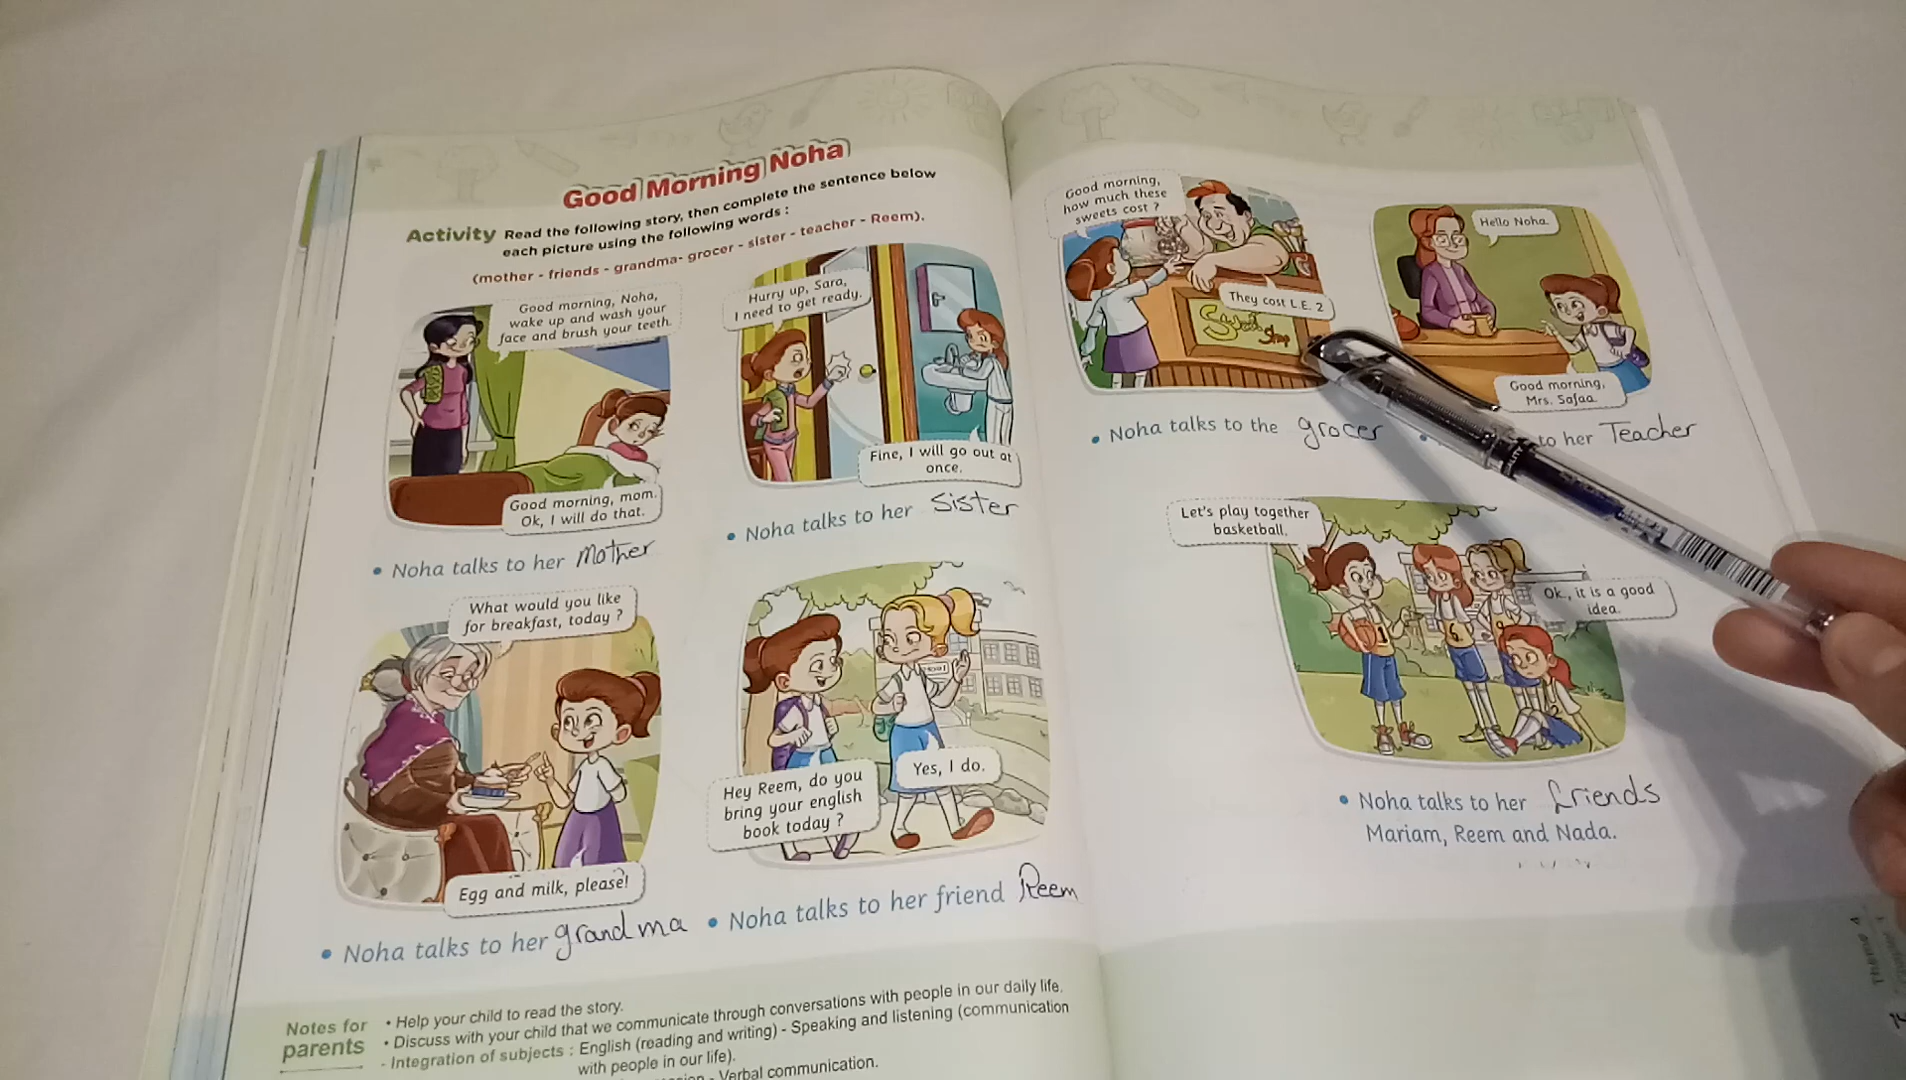 Good Morning Noha
Activity Read the following story, then complete the sentence below
each picture using the following words :
(mother - friends - grandma- grocer - sister - teacher - Reem).
Good morning, Noha,
wake up and wash your
face and brush your teeth.
Good morning, mom.
Ok, I will do that.
• Noha talks to her Mother
Hurry up, Sara,
I need to get ready.
Fine, I will go out at
once.
• Noha talks to her Sister
What would you like
for breakfast, today ?
Egg and milk, please!
• Noha talks to her grandma
Hey Reem, do you
bring your english
book today ?
Yes, I do.
• Noha talks to her friend Reem
Notes for
parents
• Help your child to read the story.
• Discuss with your child that we communicate through conversations with people in our daily life.
- Integration of subjects : English (reading and writing) - Speaking and listening (communication
with people in our life).
- Verbal communication.
Good morning,
how much these
sweets cost ?
They cost L.E. 2
Sweet
Shop
• Noha talks to the grocer
Hello Noha.
Good morning,
Mrs. Safaa.
to her Teacher
Let's play together
basketball.
Ok., it is a good
idea.
• Noha talks to her friends
Mariam, Reem and Nada.
Theme 4